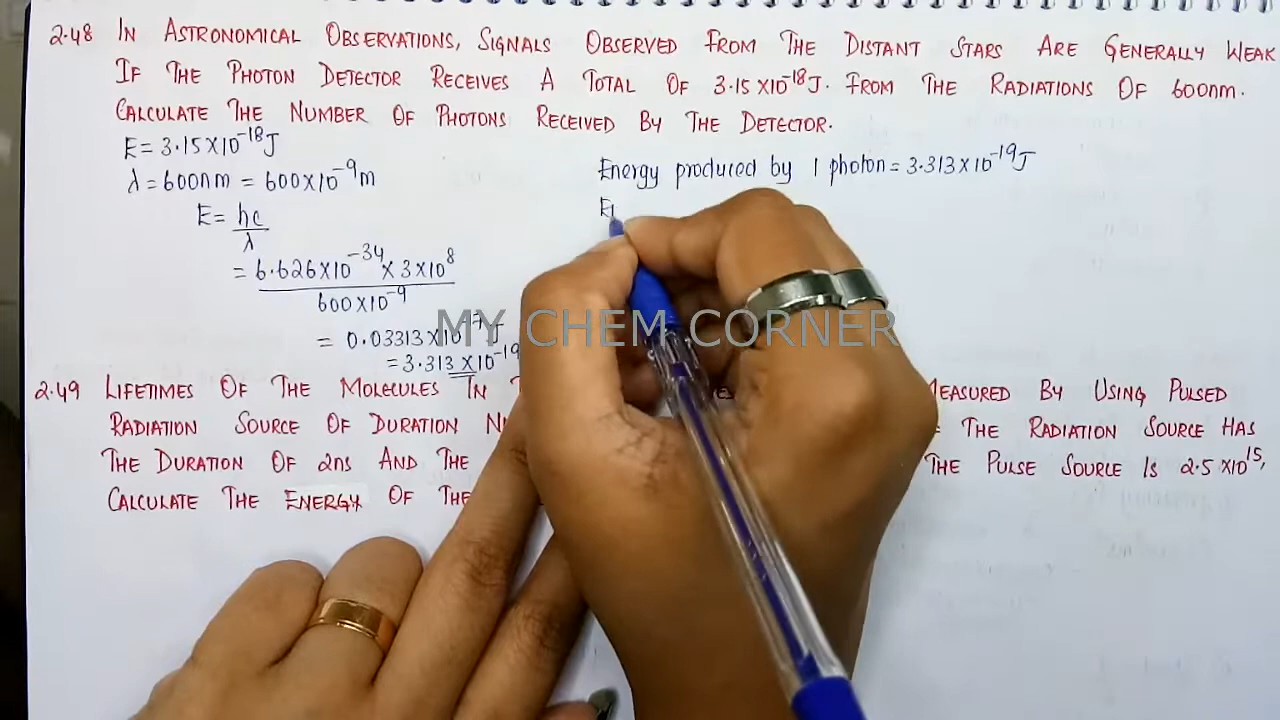 2.48 IN ASTRONOMICAL OBSERVATIONS, SIGNALS OBSERVED FROM THE DISTANT STARS ARE GENERALLY WEAK
IF THE PHOTON DETECTOR RECEIVES A TOTAL OF 3.15×10⁻¹⁸J. FROM THE RADIATIONS OF 600nm.
CALCULATE THE NUMBER OF PHOTONS RECEIVED BY THE DETECTOR.
E = 3.15×10⁻¹⁸J
λ = 600nm = 600×10⁻⁹m
E = hc/λ
= 6.626×10⁻³⁴ × 3×10⁸
600×10⁻⁹
= 0.03313×10⁻¹⁷J
= 3.313×10⁻¹⁹
Energy produced by 1 photon = 3.313×10⁻¹⁹J
MY CHEM CORNER
2.49 LIFETIMES OF THE MOLECULES IN MEASURED BY USING PULSED
RADIATION SOURCE OF DURATION THE RADIATION SOURCE HAS
THE DURATION OF 2ns AND THE THE PULSE SOURCE IS 2.5×10¹⁵,
CALCULATE THE ENERGY OF THE